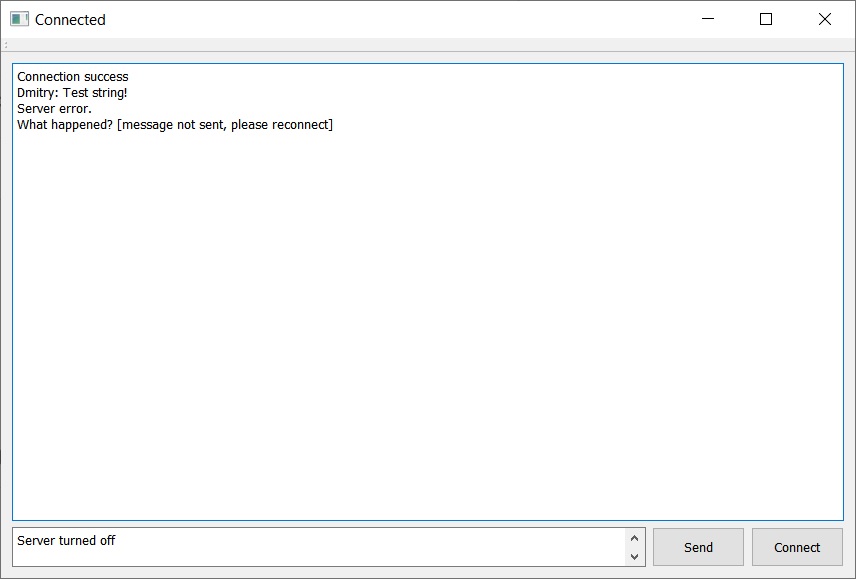 Connected
Connection success
Dmitry: Test string!
Server error.
What happened? [message not sent, please reconnect]
Server turned off
Send
Connect